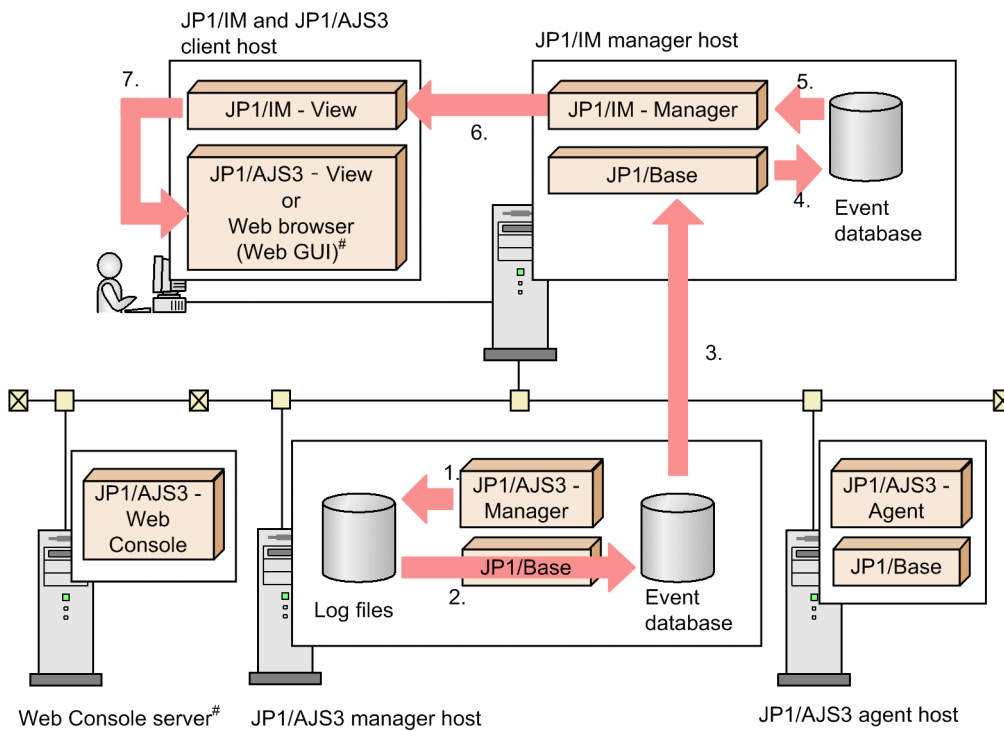 JP1/IM and JP1/AJS3
client host
JP1/IM manager host
7.
JP1/IM - View
6.
JP1/IM - Manager
5.
JP1/AJS3 - View
or
Web browser
(Web GUI)#
JP1/Base
4.
Event
database
3.
JP1/AJS3 -
Web
Console
1.
JP1/AJS3 -
Manager
JP1/Base
2.
Log files
Event
database
JP1/AJS3 -
Agent
JP1/Base
Web Console server#
JP1/AJS3 manager host
JP1/AJS3 agent host